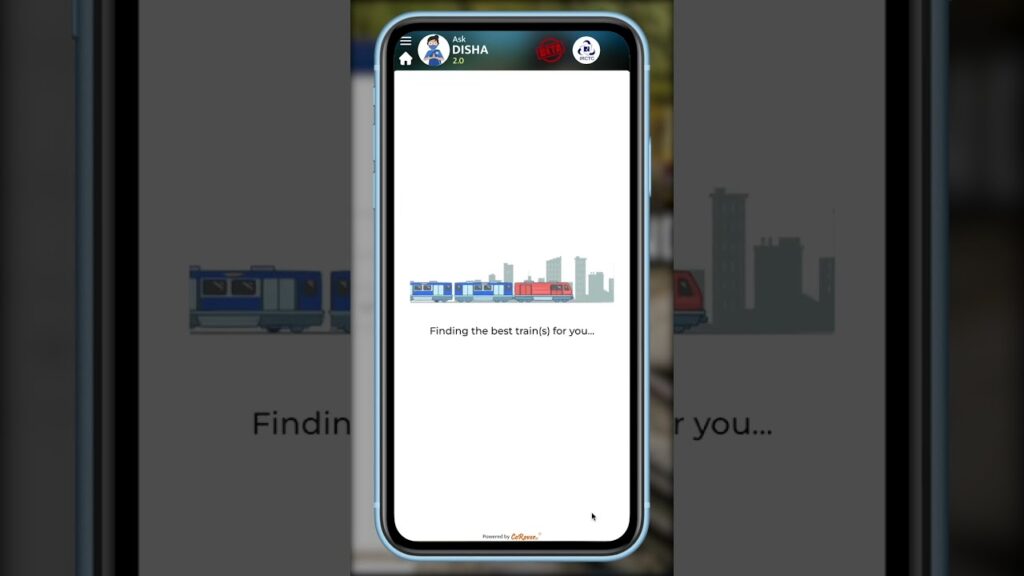 Ask
DISHA
2.0
BETA
IRCTC
Finding the best train(s) for you...
Powered by CoRover
Findin
r you...